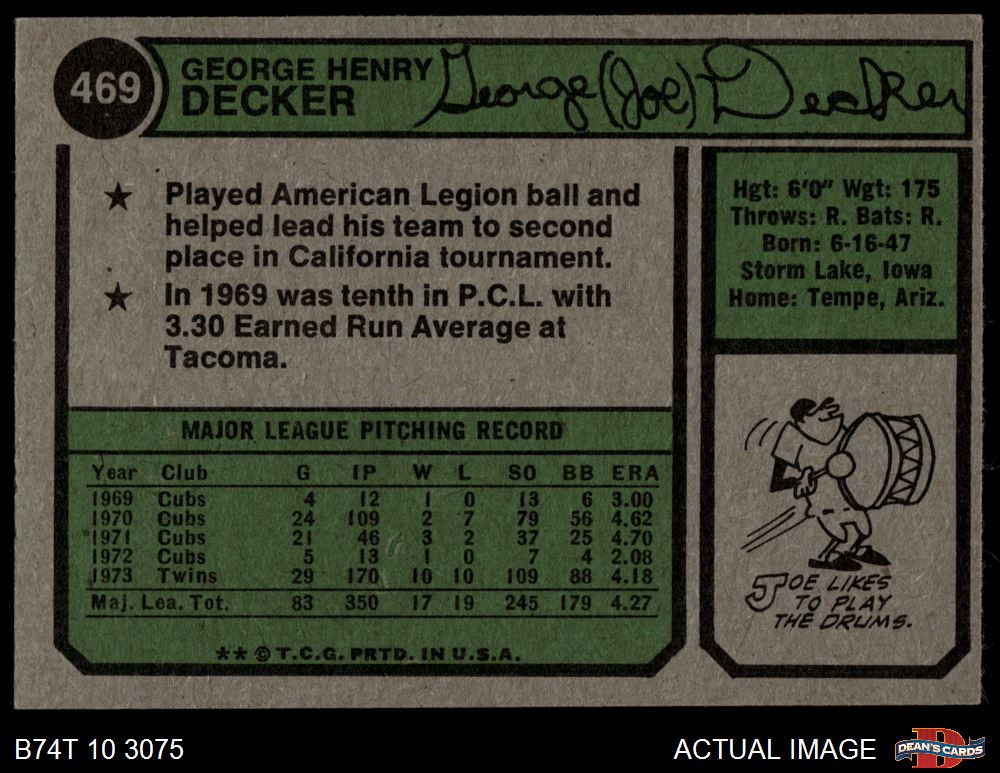 469
GEORGE HENRY
DECKER
George (Joe) Decker
★ Played American Legion ball and
helped lead his team to second
place in California tournament.
★ In 1969 was tenth in P.C.L. with
3.30 Earned Run Average at
Tacoma.
Hgt: 6'0" Wgt: 175
Throws: R. Bats: R.
Born: 6-16-47
Storm Lake, Iowa
Home: Tempe, Ariz.
MAJOR LEAGUE PITCHING RECORD
Year Club G IP W L SO BB ERA
1969 Cubs 4 12 1 0 13 6 3.00
1970 Cubs 24 109 2 7 79 56 4.62
1971 Cubs 21 46 3 2 37 25 4.70
1972 Cubs 5 13 1 0 7 4 2.08
1973 Twins 29 170 10 10 109 88 4.18
Maj. Lea. Tot. 83 350 17 19 245 179 4.27
JOE LIKES
TO PLAY
THE DRUMS.
** © T.C.G. PRTD. IN U.S.A.
B74T 10 3075
ACTUAL IMAGE
D
DEAN'S CARDS